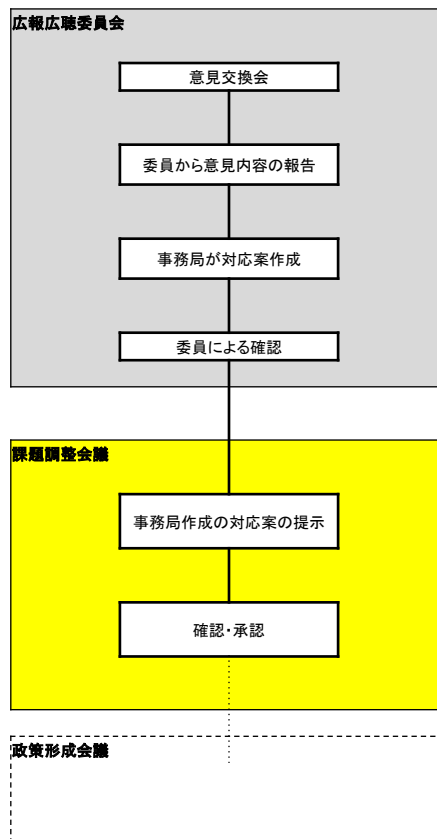 広報広聴委員会
意見交換会
委員から意見内容の報告
事務局が対応案作成
委員による確認
課題調整会議
事務局作成の対応案の提示
確認・承認
政策形成会議